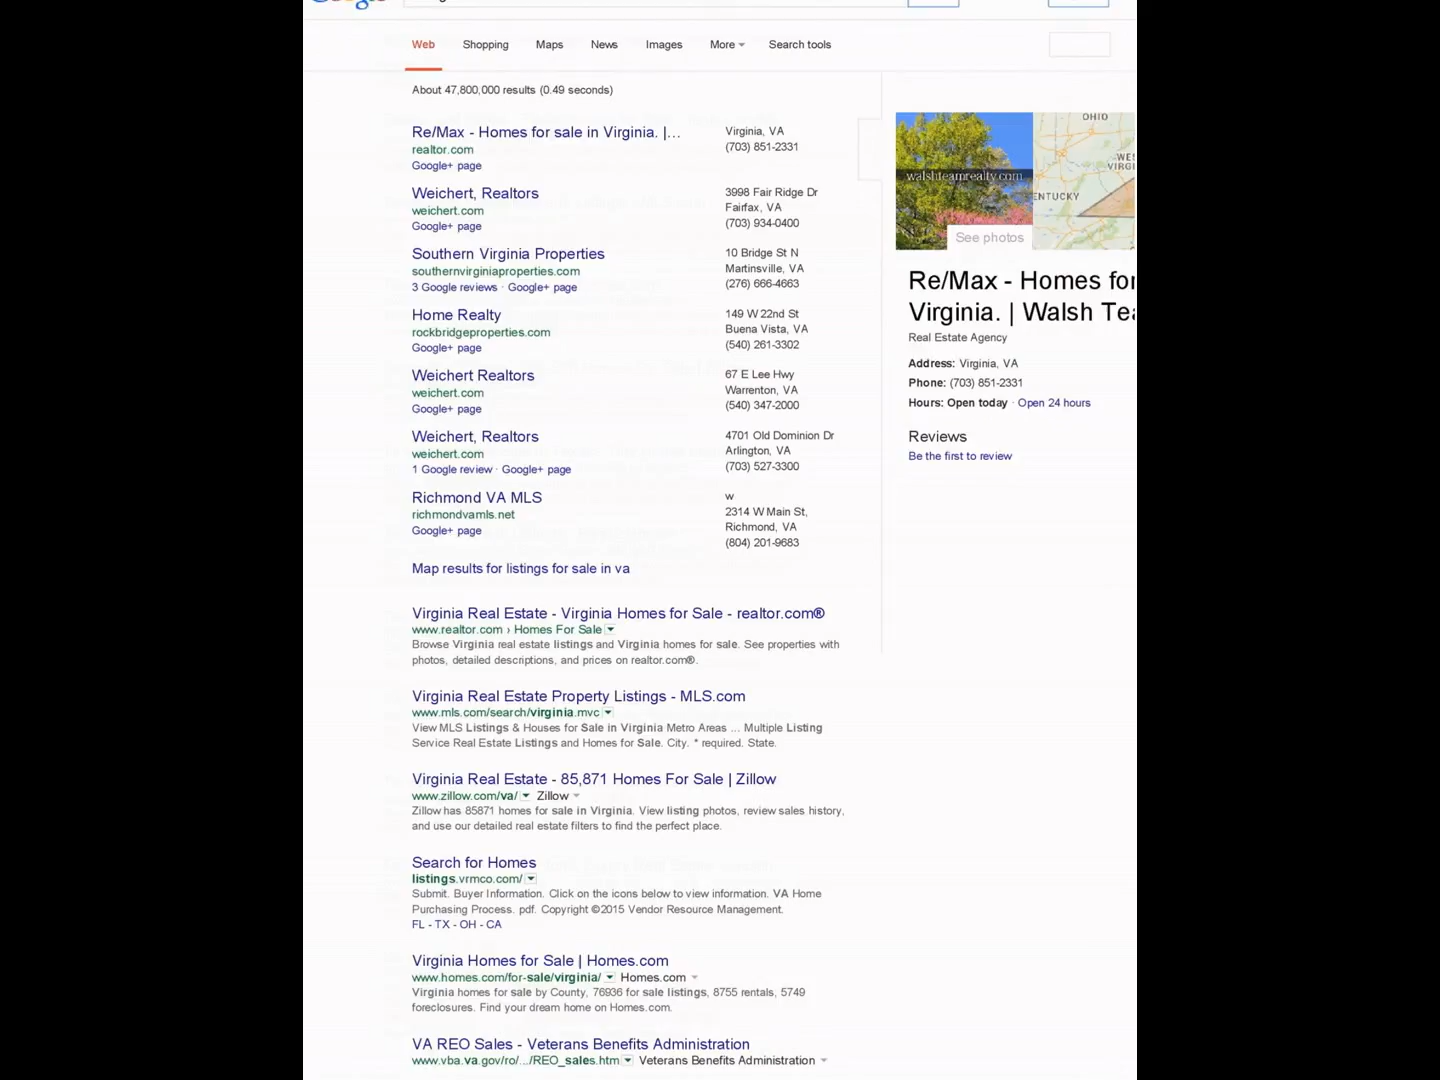 Web Shopping Maps News Images More Search tools
About 47,800,000 results (0.49 seconds)
Re/Max - Homes for sale in Virginia. |...
realtor.com
Google+ page
Virginia, VA
(703) 851-2331
Weichert, Realtors
weichert.com
Google+ page
3998 Fair Ridge Dr
Fairfax, VA
(703) 934-0400
Southern Virginia Properties
southernvirginiaproperties.com
3 Google reviews · Google+ page
10 Bridge St N
Martinsville, VA
(276) 666-4663
Home Realty
rockbridgeproperties.com
Google+ page
149 W 22nd St
Buena Vista, VA
(540) 261-3302
Weichert Realtors
weichert.com
Google+ page
67 E Lee Hwy
Warrenton, VA
(540) 347-2000
Weichert, Realtors
weichert.com
1 Google review · Google+ page
4701 Old Dominion Dr
Arlington, VA
(703) 527-3300
Richmond VA MLS
richmondvamls.net
Google+ page
w
2314 W Main St,
Richmond, VA
(804) 201-9683
Map results for listings for sale in va
Virginia Real Estate - Virginia Homes for Sale - realtor.com®
www.realtor.com › Homes For Sale
Browse Virginia real estate listings and Virginia homes for sale. See properties with
photos, detailed descriptions, and prices on realtor.com®.
Virginia Real Estate Property Listings - MLS.com
www.mls.com/search/virginia.mvc
View MLS Listings & Houses for Sale in Virginia Metro Areas ... Multiple Listing
Service Real Estate Listings and Homes for Sale. City. * required. State.
Virginia Real Estate - 85,871 Homes For Sale | Zillow
www.zillow.com/va/ Zillow
Zillow has 85871 homes for sale in Virginia. View listing photos, review sales history,
and use our detailed real estate filters to find the perfect place.
Search for Homes
listings.vrmco.com/
Submit. Buyer Information. Click on the icons below to view information. VA Home
Purchasing Process. pdf. Copyright ©2015 Vendor Resource Management.
FL - TX - OH - CA
Virginia Homes for Sale | Homes.com
www.homes.com/for-sale/virginia/ Homes.com
Virginia homes for sale by County, 76936 for sale listings, 8755 rentals, 5749
foreclosures. Find your dream home on Homes.com.
VA REO Sales - Veterans Benefits Administration
www.vba.va.gov/ro/.../REO_sales.htm Veterans Benefits Administration
walshteamrealty.com
See photos
OHIO
WES
VIRGI
ENTUCKY
Re/Max - Homes for
Virginia. | Walsh Tea
Real Estate Agency
Address: Virginia, VA
Phone: (703) 851-2331
Hours: Open today · Open 24 hours
Reviews
Be the first to review